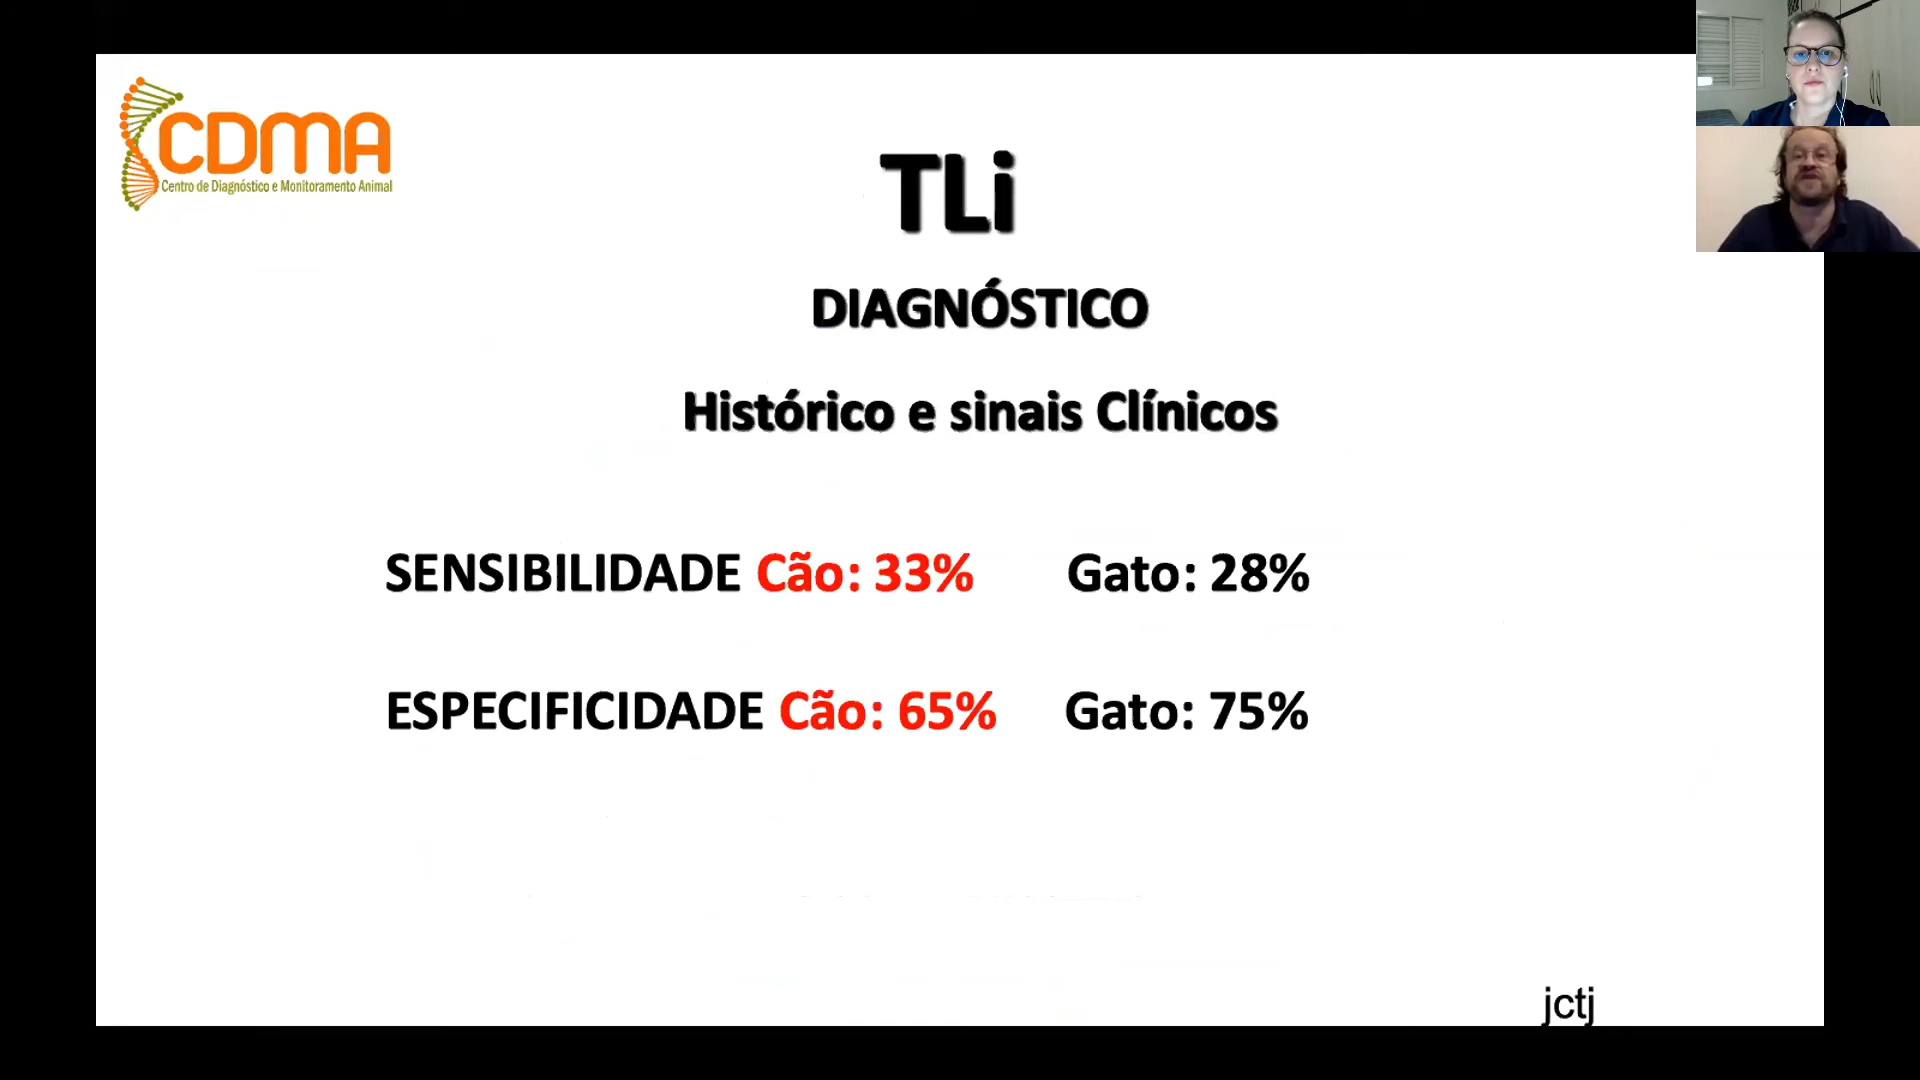 CDMA
Centro de Diagnóstico e Monitoramento Animal
TLi
DIAGNÓSTICO
Histórico e sinais Clínicos
SENSIBILIDADE Cão: 33% Gato: 28%
ESPECIFICIDADE Cão: 65% Gato: 75%
jctj